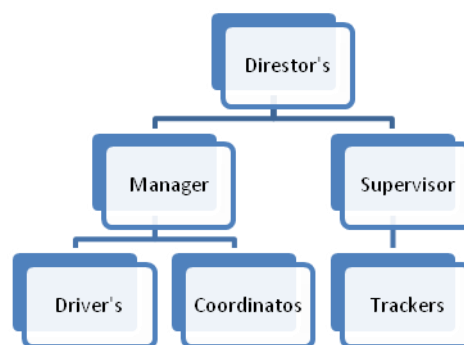 Direstor's
Manager
Supervisor
Driver's
Coordinatos
Trackers